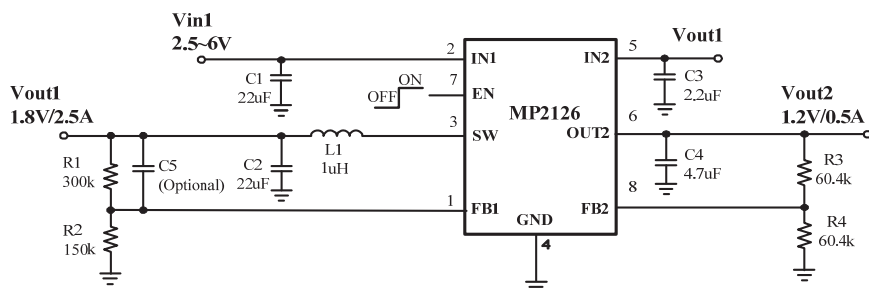 Vin1
2.5~6V
2
IN1
C1
22uF
7
ON
OFF
EN
Vout1
1.8V/2.5A
3
SW
L1
1uH
R1
300k
C5
(Optional)
C2
22uF
1
FB1
R2
150k
MP2126
GND
4
5
IN2
Vout1
C3
2.2uF
6
OUT2
Vout2
1.2V/0.5A
C4
4.7uF
R3
60.4k
8
FB2
R4
60.4k